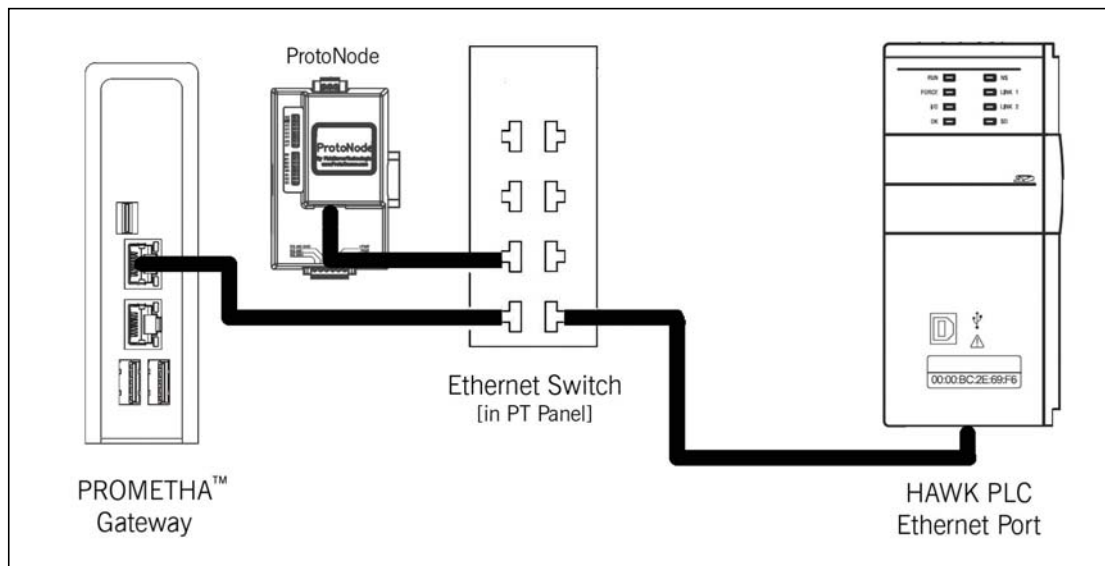 ProtoNode
ProtoNode
RUN
NS
FORCE
LINK 1
I/O
LINK 2
OK
SD
Ethernet Switch
[in PT Panel]
00:00:BC:2E:69:F6
PROMETHA™
Gateway
HAWK PLC
Ethernet Port